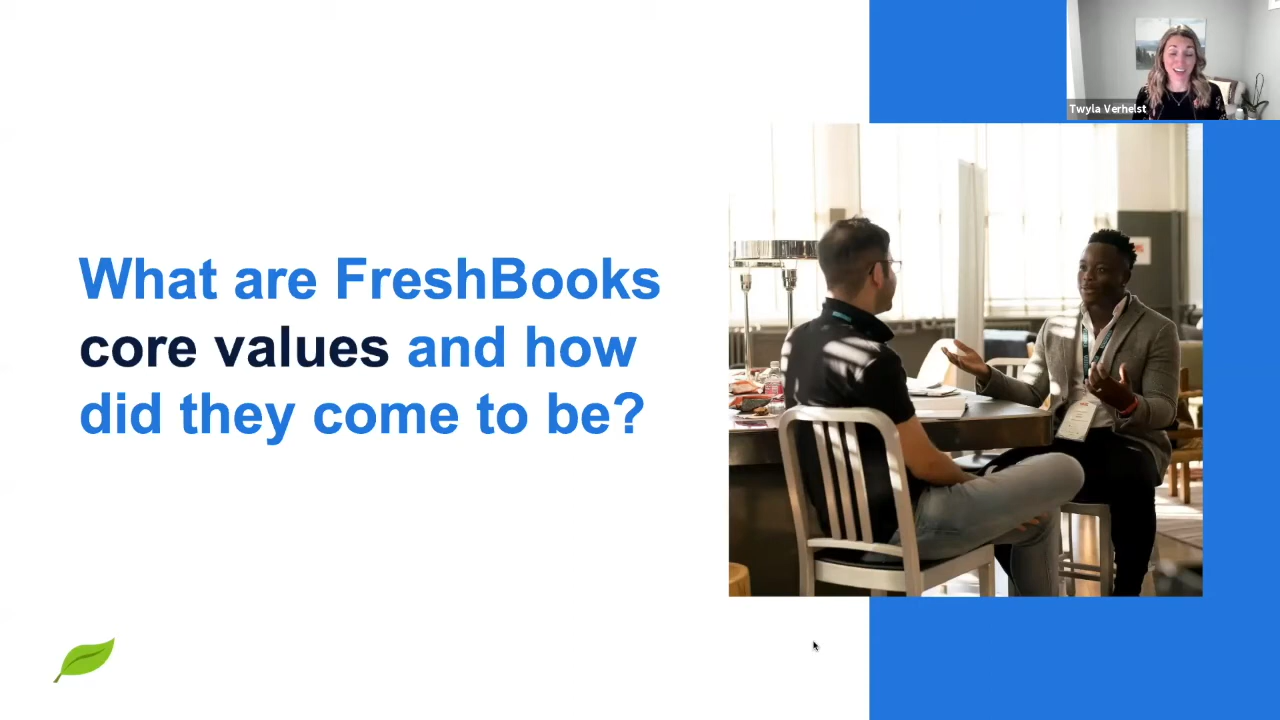 Twyla Verhelst
What are FreshBooks
core values and how
did they come to be?